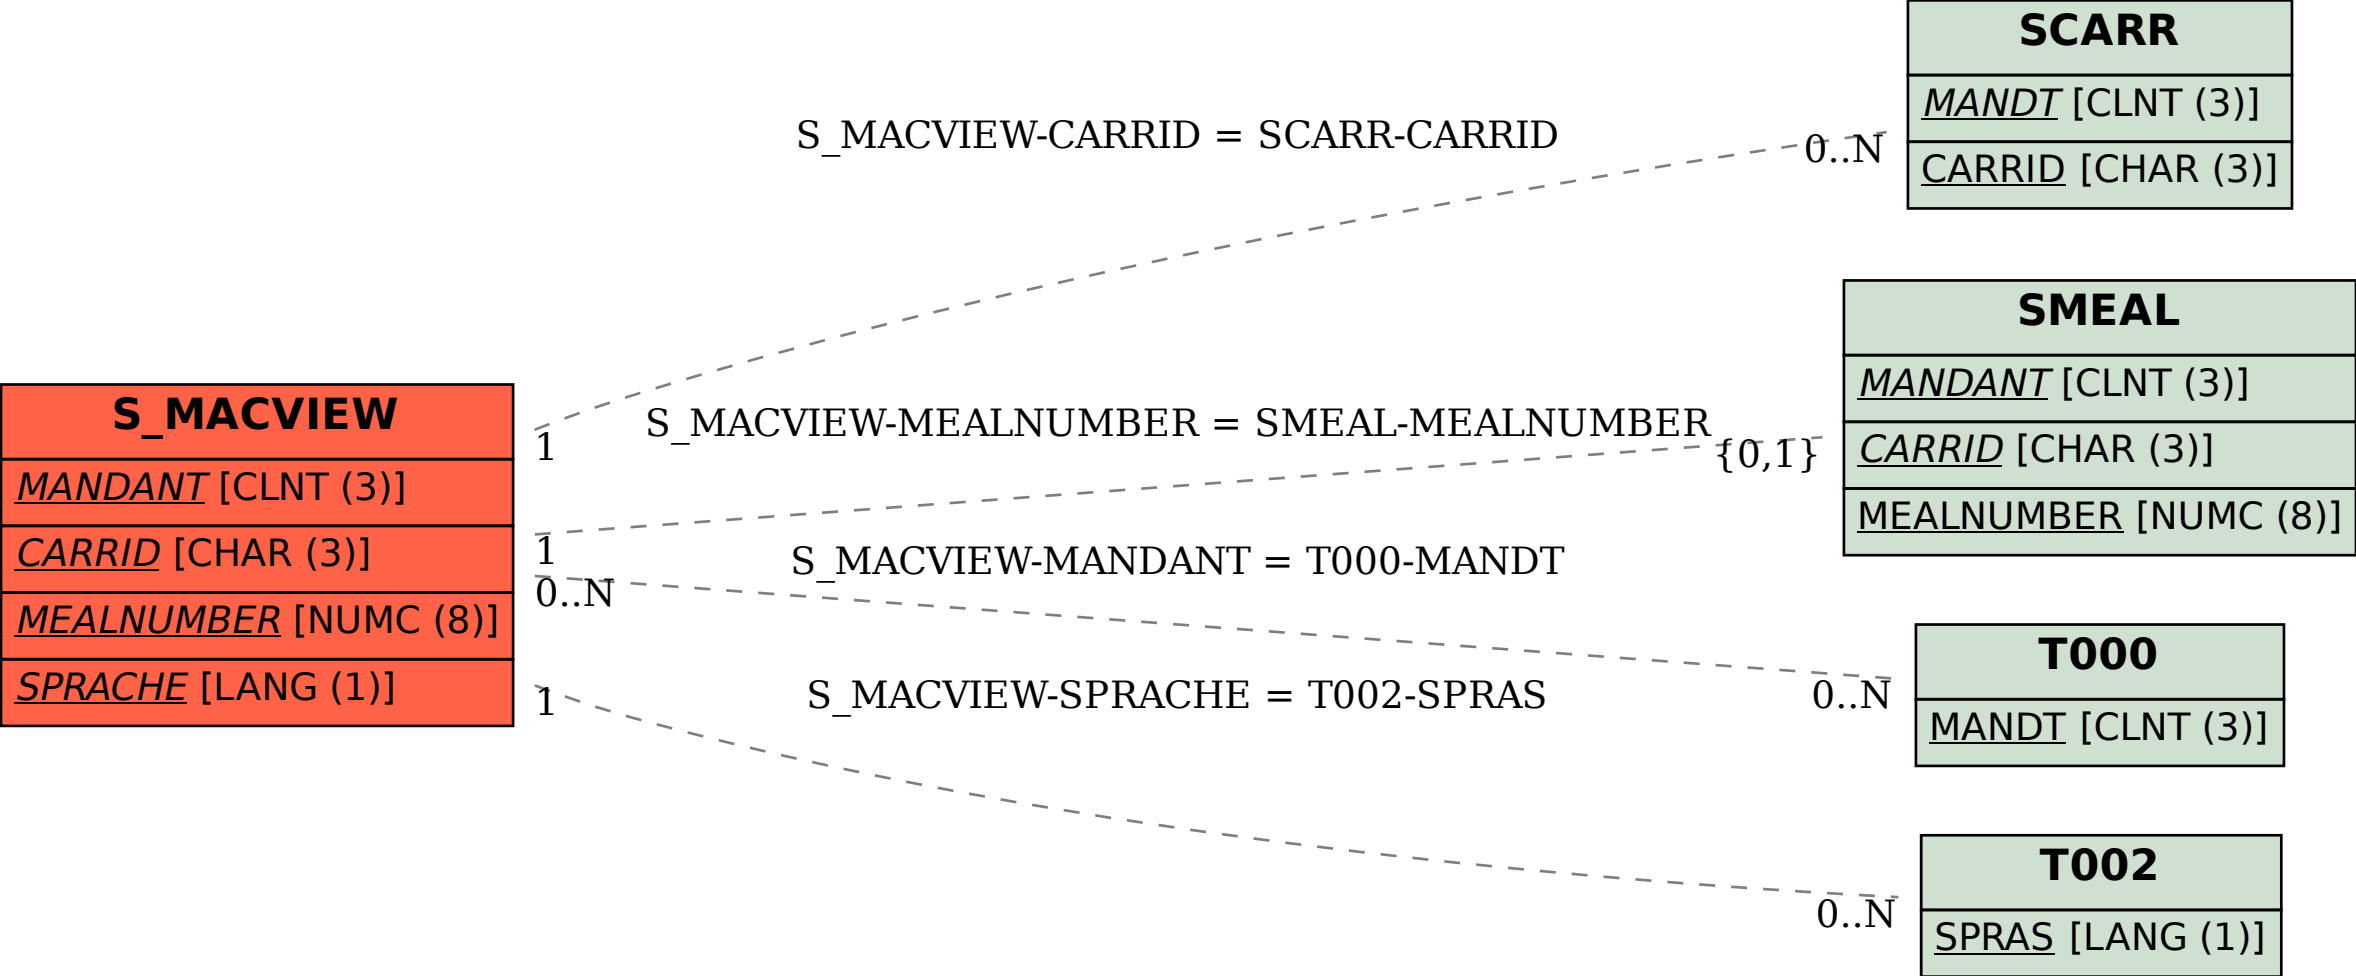 SCARR
MANDT [CLNT (3)]
CARRID [CHAR (3)]
S_MACVIEW-CARRID = SCARR-CARRID
0..N
1
SMEAL
MANDANT [CLNT (3)]
CARRID [CHAR (3)]
MEALNUMBER [NUMC (8)]
S_MACVIEW
MANDANT [CLNT (3)]
CARRID [CHAR (3)]
MEALNUMBER [NUMC (8)]
SPRACHE [LANG (1)]
S_MACVIEW-MEALNUMBER = SMEAL-MEALNUMBER
{0,1}
1
S_MACVIEW-MANDANT = T000-MANDT
0..N
0..N
T000
MANDT [CLNT (3)]
S_MACVIEW-SPRACHE = T002-SPRAS
1
0..N
T002
SPRAS [LANG (1)]